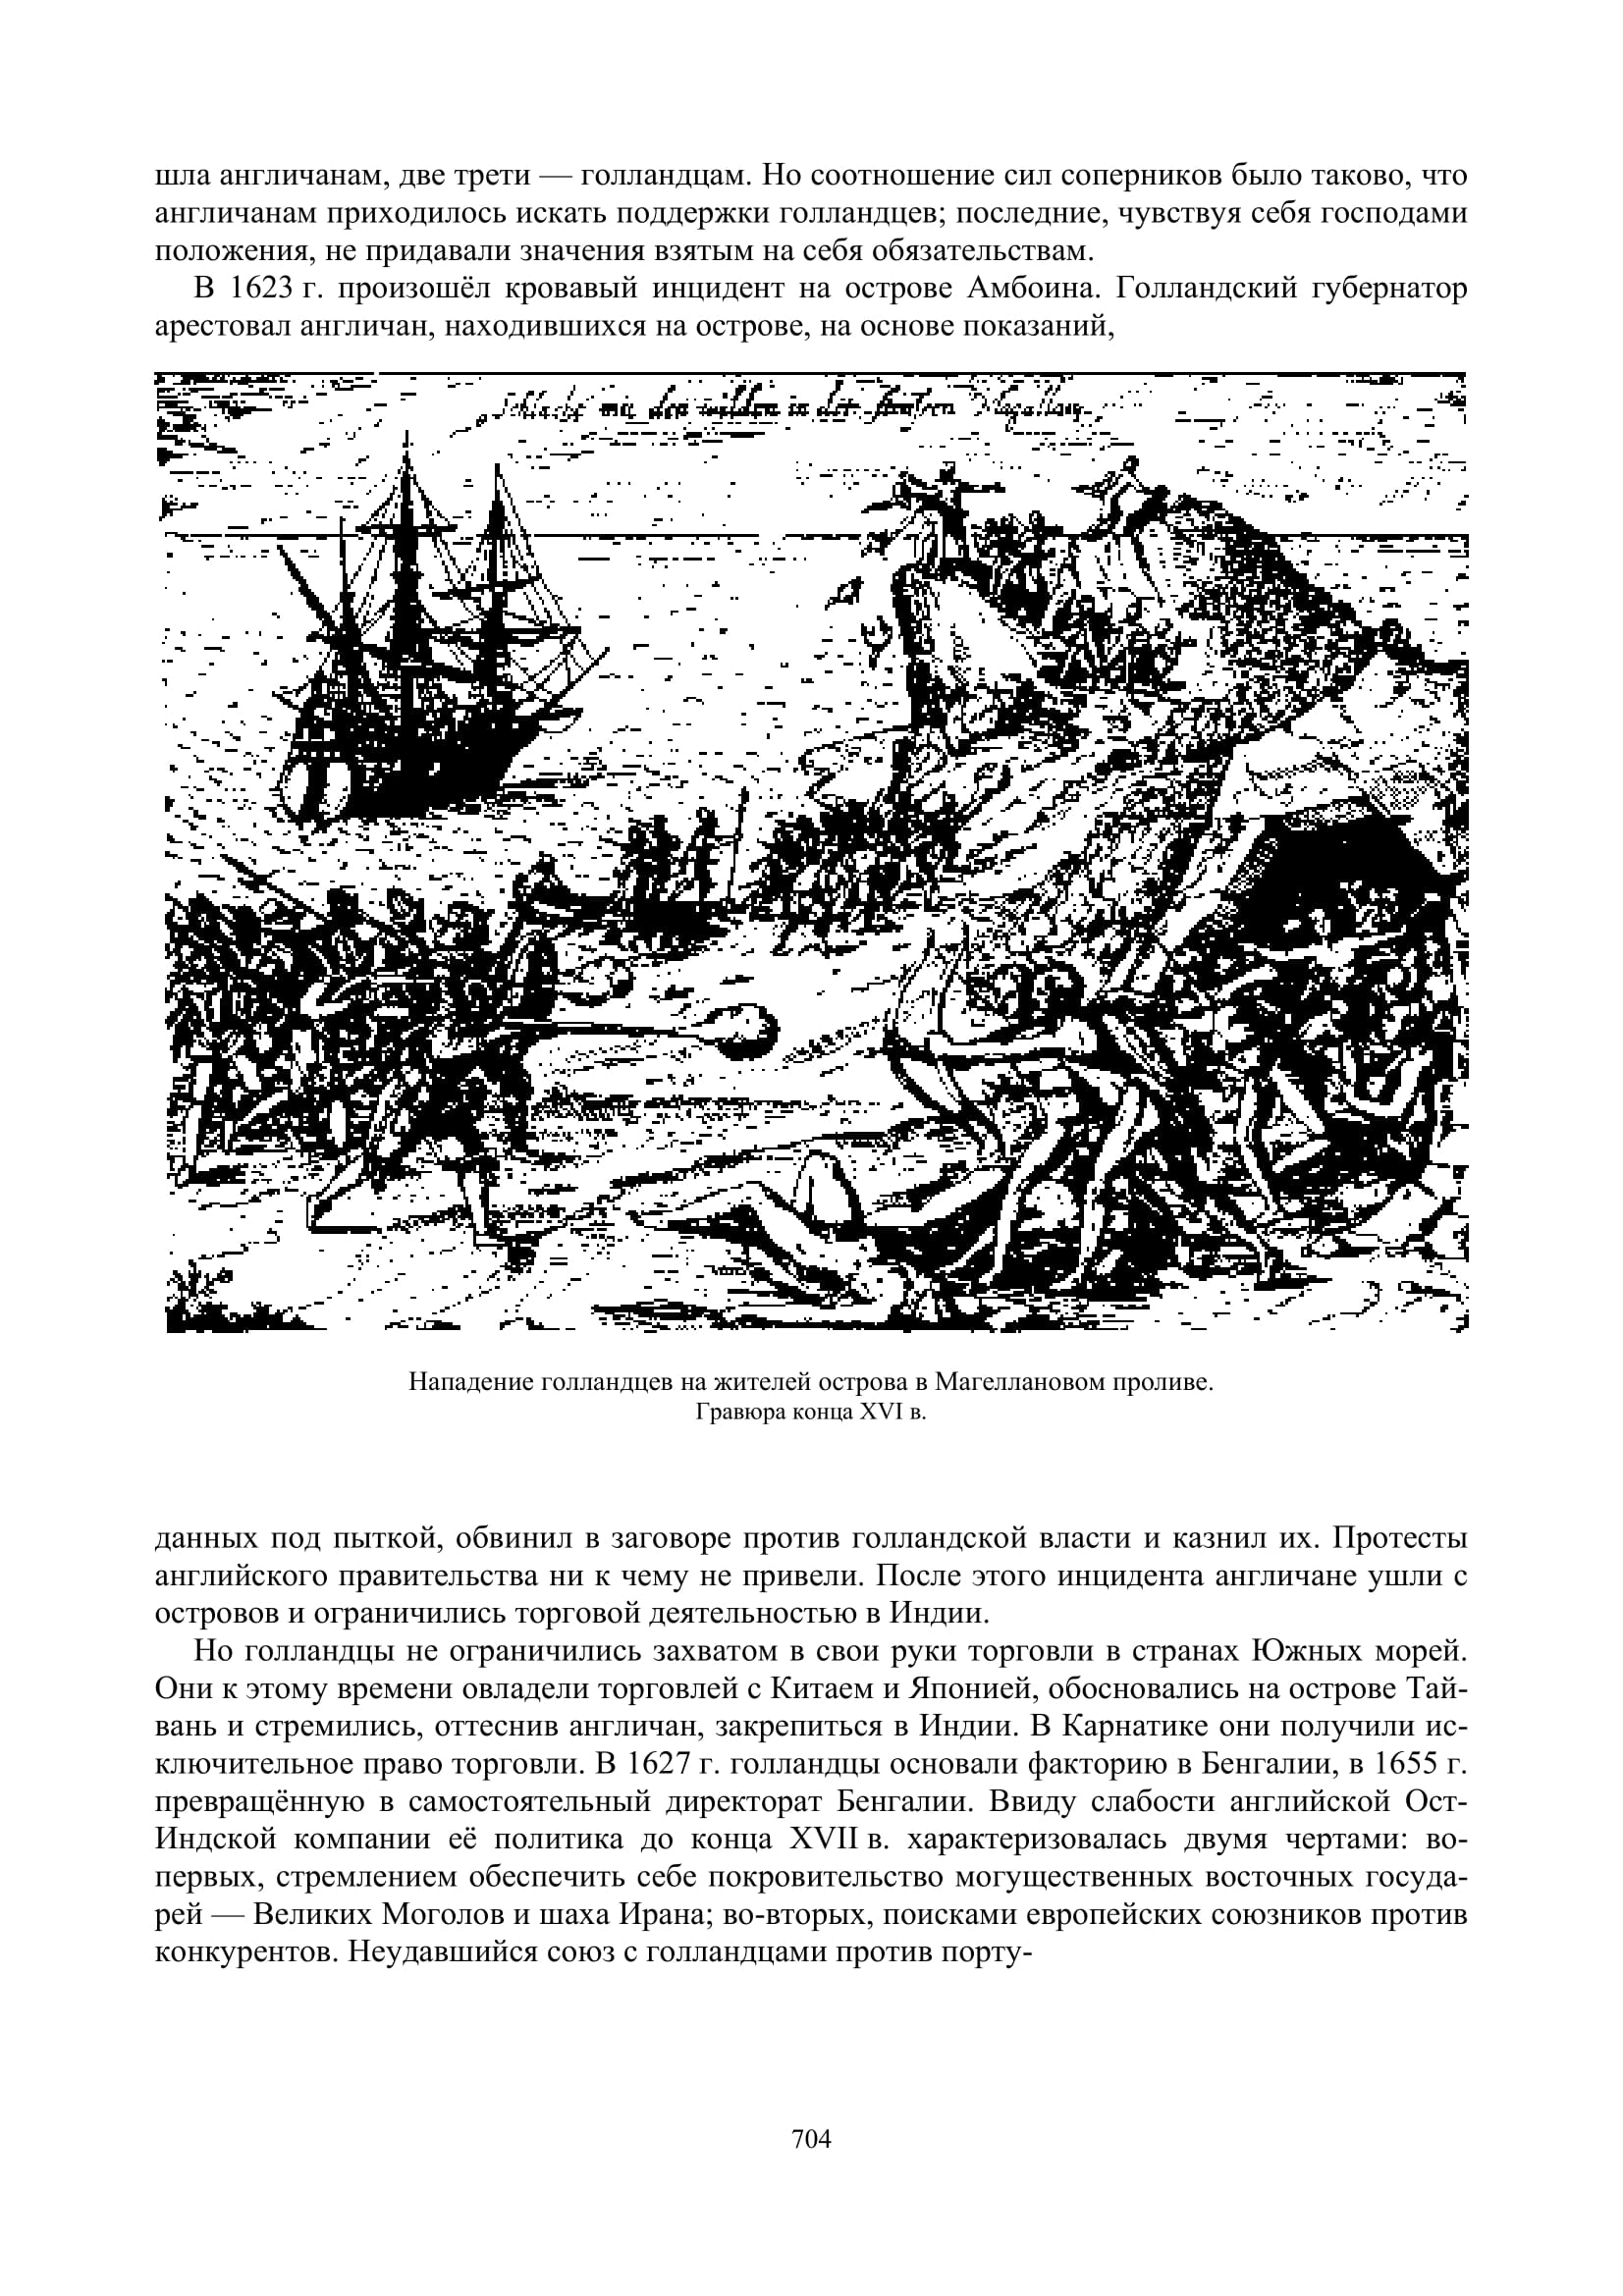 шла англичанам, две трети — голландцам. Но соотношение сил соперников было таково, что
англичанам приходилось искать поддержки голландцев; последние, чувствуя себя господами
положения, не придавали значения взятым на себя обязательствам.
В 1623 г. произошёл кровавый инцидент на острове Амбоина. Голландский губернатор
арестовал англичан, находившихся на острове, на основе показаний,
Нападение голландцев на жителей острова в Магеллановом проливе.
Гравюра конца XVI в.
данных под пыткой, обвинил в заговоре против голландской власти и казнил их. Протесты
английского правительства ни к чему не привели. После этого инцидента англичане ушли с
островов и ограничились торговой деятельностью в Индии.
Но голландцы не ограничились захватом в свои руки торговли в странах Южных морей.
Они к этому времени овладели торговлей с Китаем и Японией, обосновались на острове Тай-
вань и стремились, оттеснив англичан, закрепиться в Индии. В Карнатике они получили ис-
ключительное право торговли. В 1627 г. голландцы основали факторию в Бенгалии, в 1655 г.
превращённую в самостоятельный директорат Бенгалии. Ввиду слабости английской Ост-
Индской компании её политика до конца XVII в. характеризовалась двумя чертами: во-
первых, стремлением обеспечить себе покровительство могущественных восточных госуда-
рей — Великих Моголов и шаха Ирана; во-вторых, поисками европейских союзников против
конкурентов. Неудавшийся союз с голландцами против порту-
704